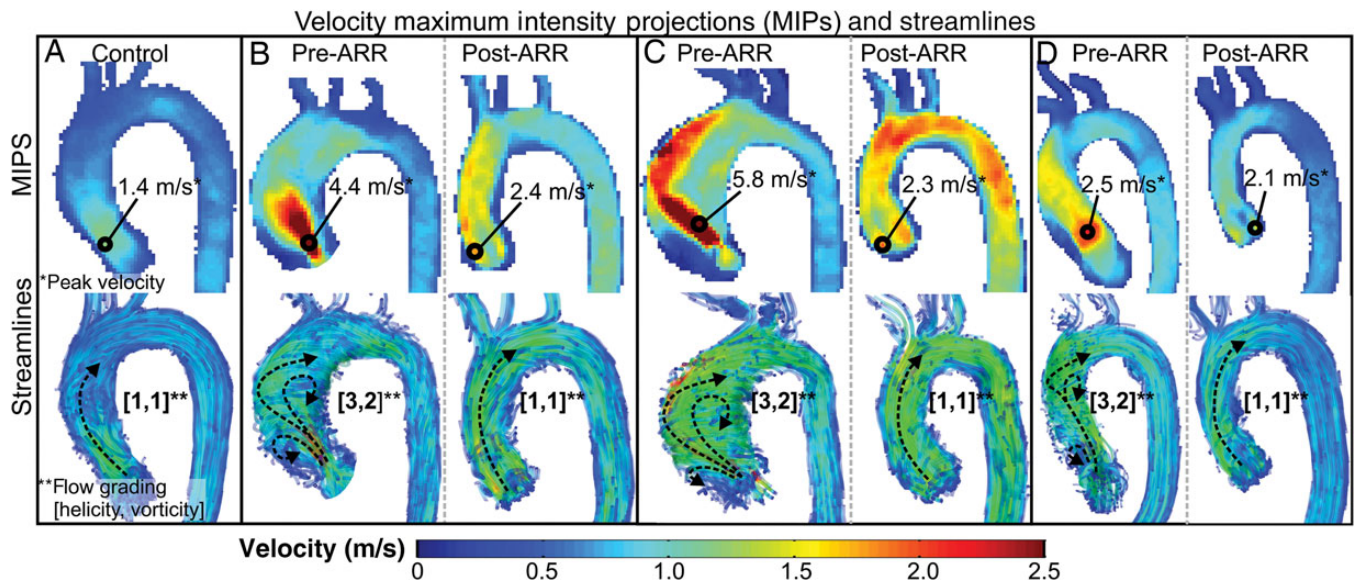 Velocity maximum intensity projections (MIPs) and streamlines
A
Control
B
Pre-ARR
Post-ARR
C
Pre-ARR
Post-ARR
D
Pre-ARR
Post-ARR
MIPS
1.4 m/s*
4.4 m/s*
2.4 m/s*
5.8 m/s*
2.3 m/s*
2.5 m/s*
2.1 m/s*
*Peak velocity
Streamlines
[1,1]**
[3,2]**
[1,1]**
[3,2]**
[1,1]**
[3,2]**
[1,1]**
**Flow grading
[helicity, vorticity]
Velocity (m/s)
0
0.5
1.0
1.5
2.0
2.5